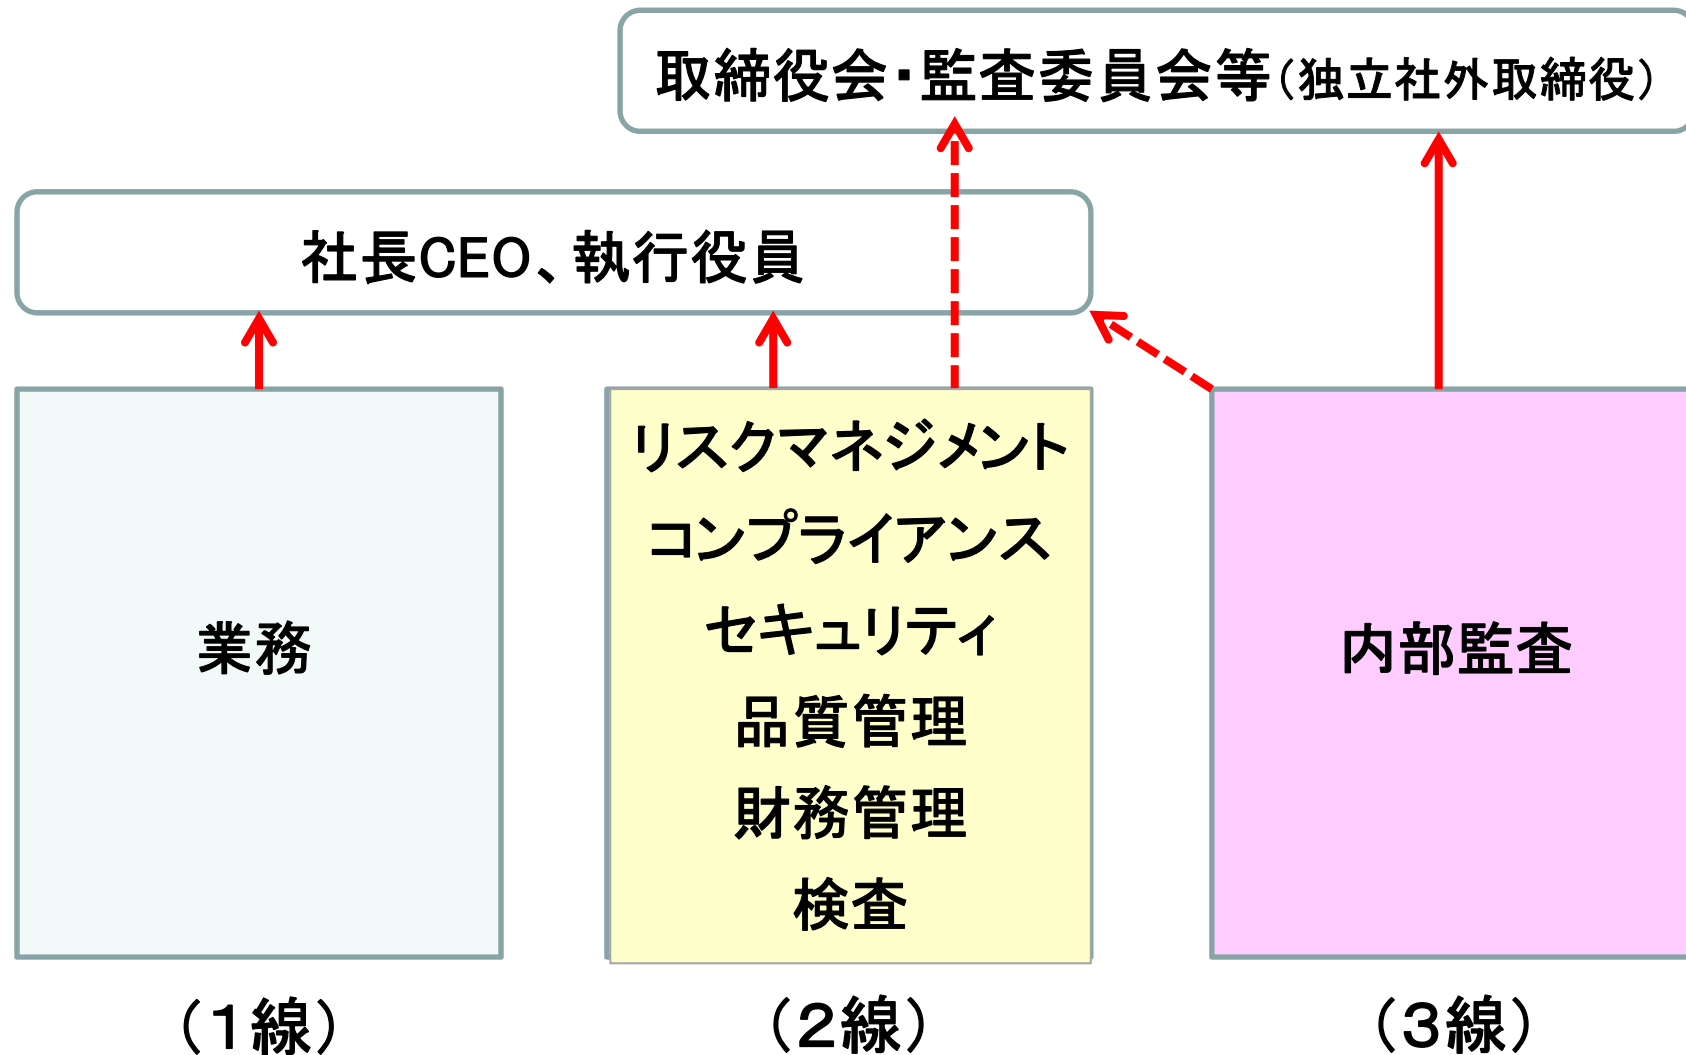 取締役会・監査委員会等(独立社外取締役)
社長CEO、執行役員
業務
リスクマネジメント
コンプライアンス
セキュリティ
品質管理
財務管理
検査
内部監査
(1線)
(2線)
(3線)